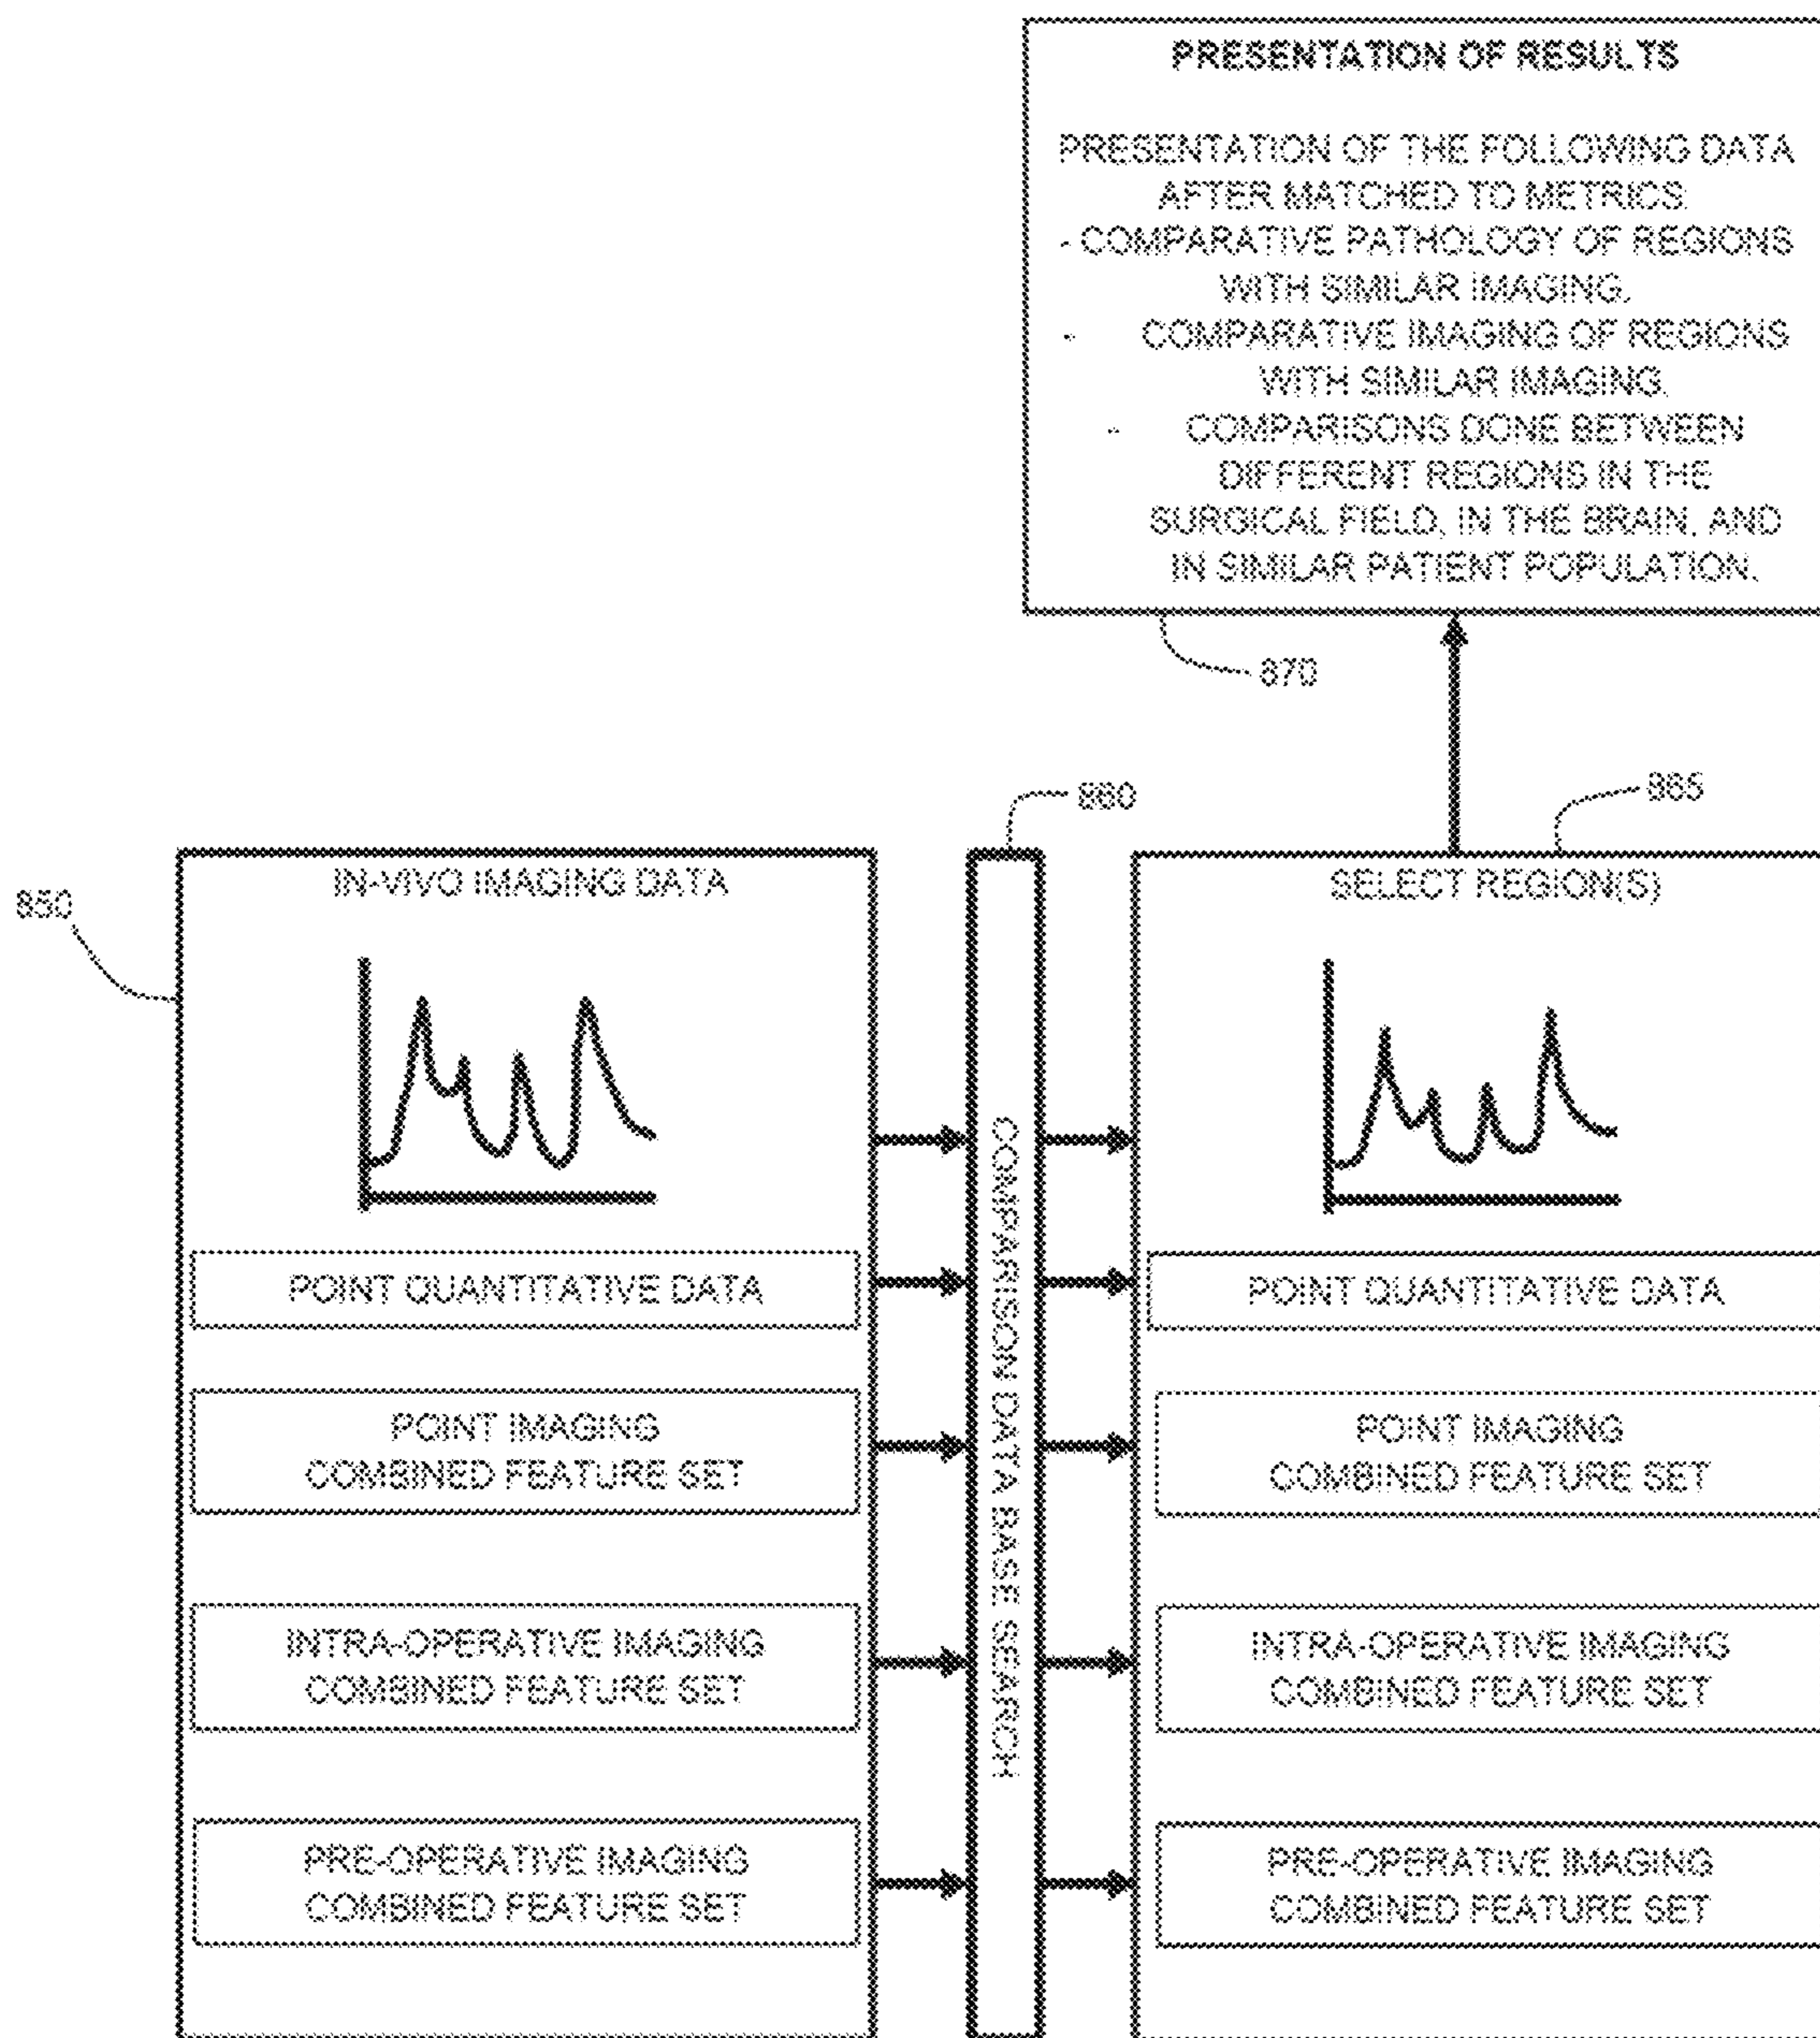 PRESENTATION OF RESULTS
PRESENTATION OF THE FOLLOWING DATA
AFTER MATCHED TO METRICS:
- COMPARATIVE PATHOLOGY OF REGIONS
WITH SIMILAR IMAGING.
- COMPARATIVE IMAGING OF REGIONS
WITH SIMILAR IMAGING.
- COMPARISONS DONE BETWEEN
DIFFERENT REGIONS IN THE
SURGICAL FIELD, IN THE BRAIN, AND
IN SIMILAR PATIENT POPULATION.
870
860
865
850
IN-VIVO IMAGING DATA
POINT QUANTITATIVE DATA
POINT IMAGING
COMBINED FEATURE SET
INTRA-OPERATIVE IMAGING
COMBINED FEATURE SET
PRE-OPERATIVE IMAGING
COMBINED FEATURE SET
COMPARISON DATA BASE SEARCH
SELECT REGION(S)
POINT QUANTITATIVE DATA
POINT IMAGING
COMBINED FEATURE SET
INTRA-OPERATIVE IMAGING
COMBINED FEATURE SET
PRE-OPERATIVE IMAGING
COMBINED FEATURE SET